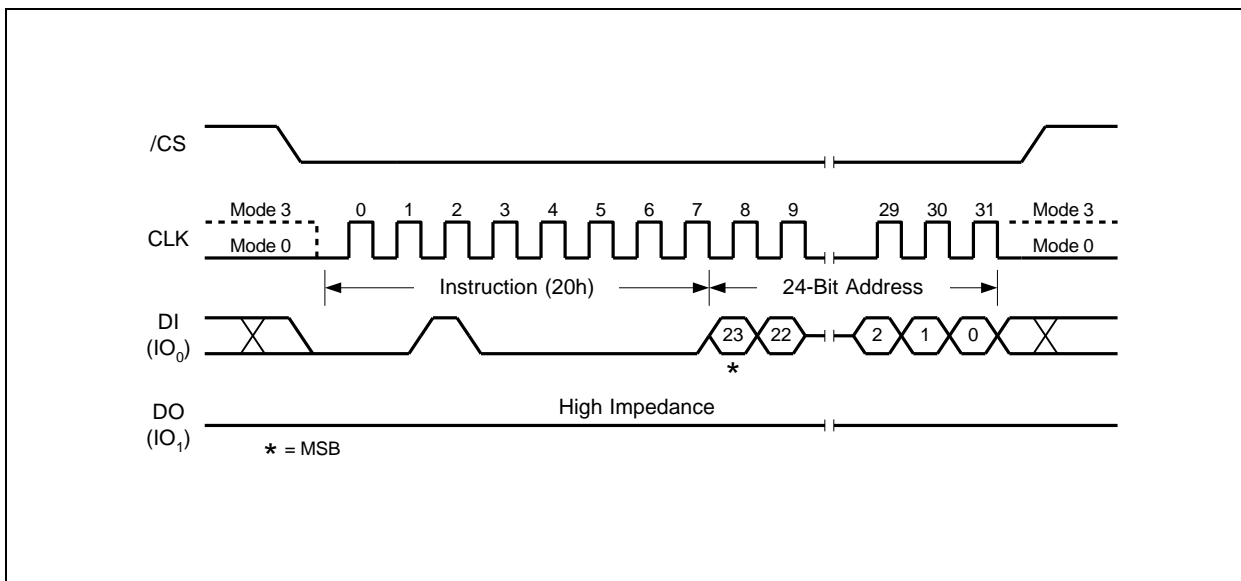 /CS
Mode 3 0 1 2 3 4 5 6 7 8 9 29 30 31 Mode 3
CLK
Mode 0 Mode 0
Instruction (20h) 24-Bit Address
DI
(IO₀)
23 22 2 1 0
*
High Impedance
DO
(IO₁)
* = MSB